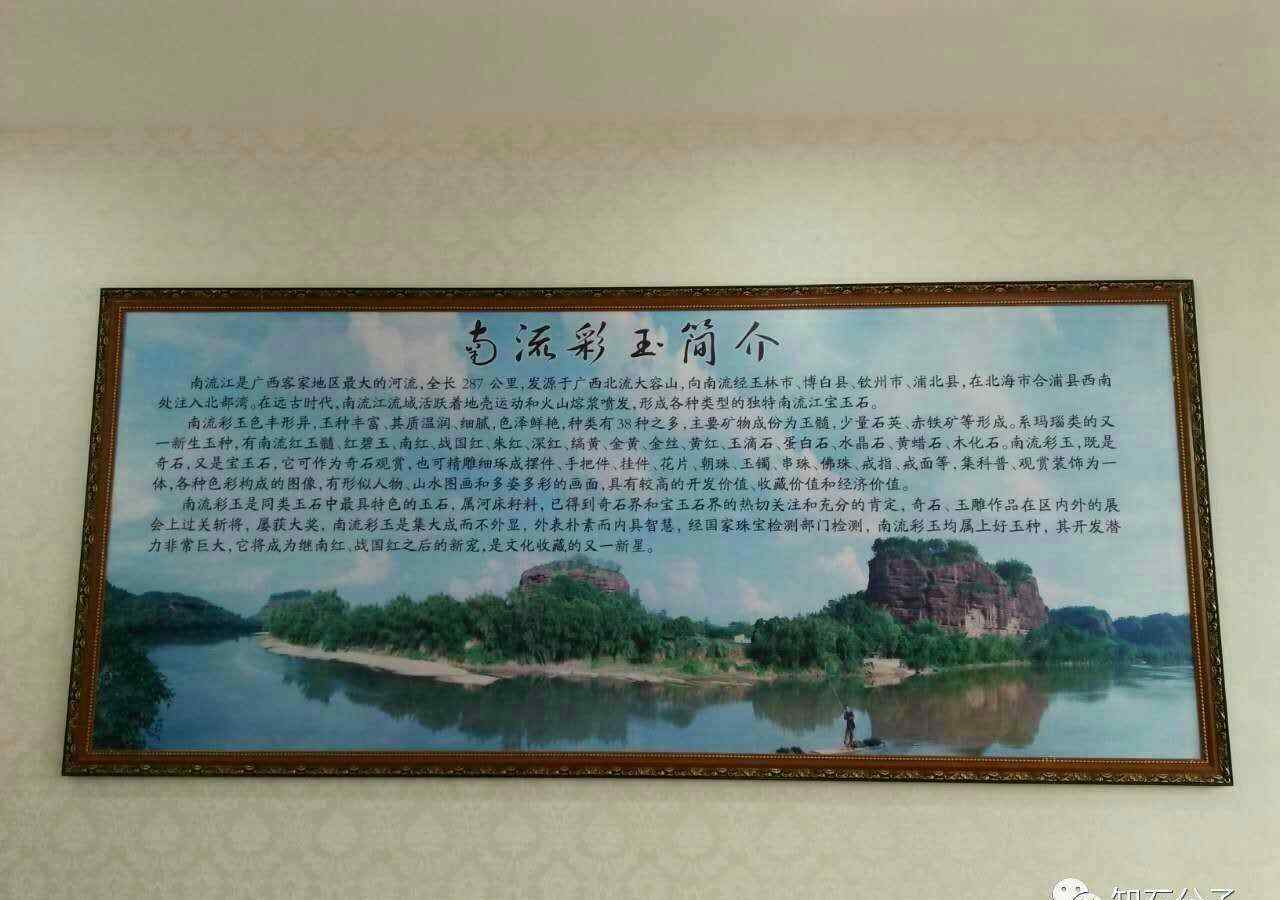 南流彩玉简介
南流江是广西客家地区最大的河流,全长 287 公里,发源于广西北流大容山,向南流经玉林市、博白县、钦州市、浦北县,在北海市合浦县西南
处注入北部湾。在远古时代,南流江流域活跃着地壳运动和火山熔浆喷发,形成各种类型的独特南流江宝玉石。
南流彩玉色丰形异,玉种丰富、其质温润、细腻,色泽鲜艳,种类有38种之多,主要矿物成份为玉髓,少量石英、赤铁矿等形成。系玛瑙类的又
一新生玉种,有南流红玉髓、红碧玉、南红、战国红、朱红、深红、缟黄、金黄、金丝、黄红、玉滴石、蛋白石、水晶石、黄蜡石、木化石。南流彩玉,既是
奇石,又是宝玉石,它可作为奇石观赏,也可精雕细琢成摆件、手把件、挂件、花片、朝珠、玉镯、串珠、佛珠、戒指、戒面等,集科普、观赏装饰为一
体,各种色彩构成的图像,有形似人物、山水图画和多姿多彩的画面,具有较高的开发价值、收藏价值和经济价值。
南流彩玉是同类玉石中最具特色的玉石,属河床籽料,已得到奇石界和宝玉石界的热切关注和充分的肯定,奇石、玉雕作品在区内外的展
会上过关斩将,屡获大奖,南流彩玉是集大成而不外显,外表朴素而内具智慧,经国家珠宝检测部门检测,南流彩玉均属上好玉种,其开发潜
力非常巨大,它将成为继南红、战国红之后的新宠,是文化收藏的又一新星。
知石分子